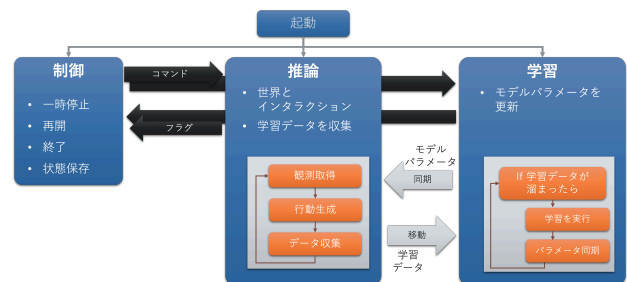 起動
制御
• 一時停止
• 再開
• 終了
• 状態保存
コマンド
フラグ
推論
• 世界と
インタラクション
• 学習データを収集
観測取得
行動生成
データ収集
モデル
パラメータ
同期
移動
学習
データ
学習
• モデルパラメータを
更新
If 学習データが
溜まったら
学習を実行
パラメータ同期